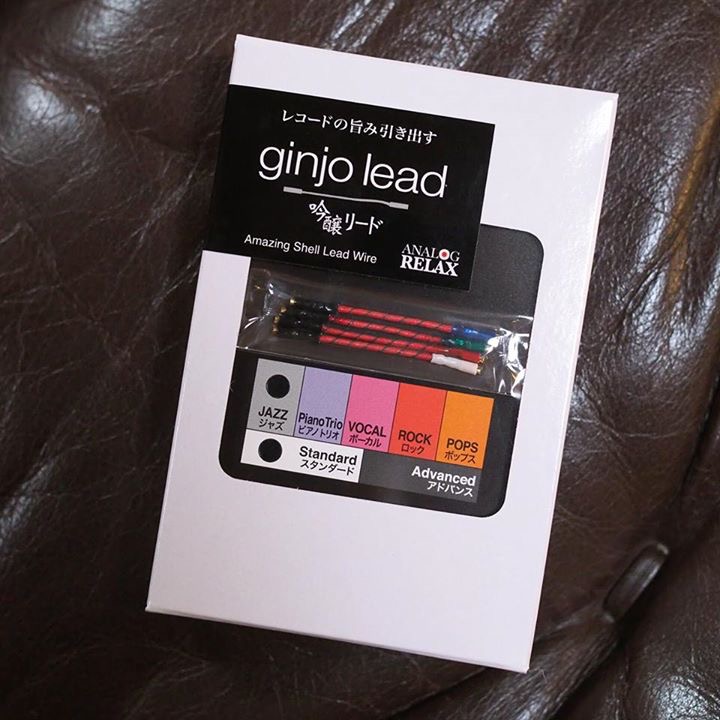 レコードの旨み引き出す
ginjo lead
吟醸リード
Amazing Shell Lead Wire
ANALOG
RELAX
JAZZ
ジャズ
PianoTrio
ピアノトリオ
VOCAL
ボーカル
ROCK
ロック
POPS
ポップス
Standard
スタンダード
Advanced
アドバンス